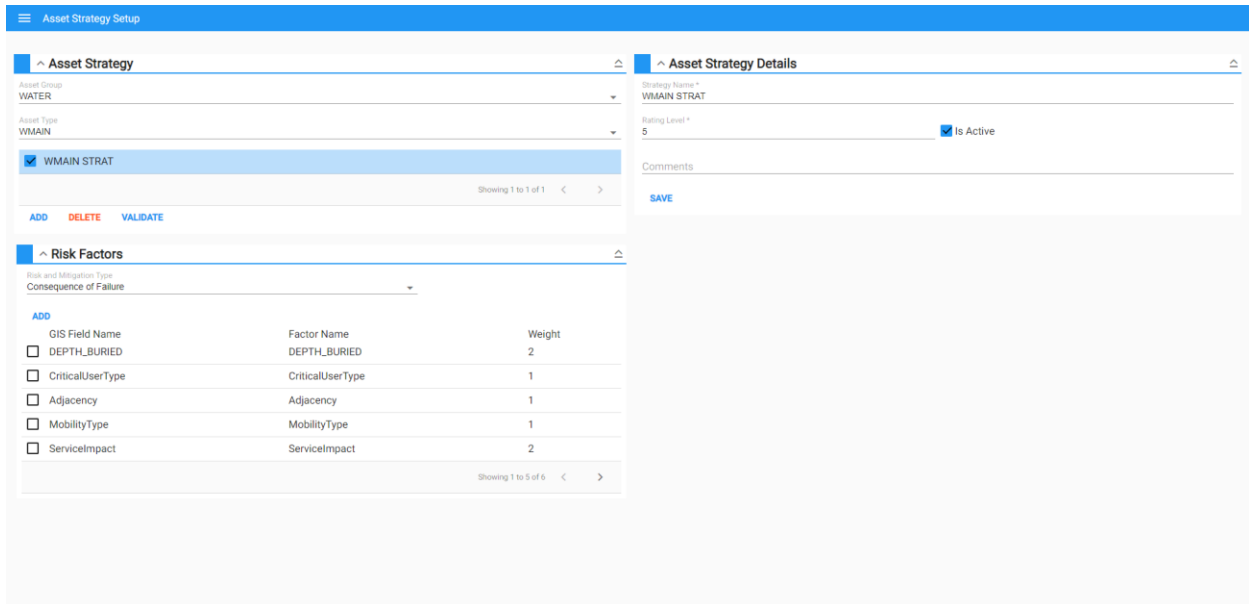 Asset Strategy Setup
Asset Strategy
Asset Group
WATER
Asset Type
WMAIN
WMAIN STRAT
Showing 1 to 1 of 1
ADD DELETE VALIDATE
Risk Factors
Risk and Mitigation Type
Consequence of Failure
ADD
GIS Field Name Factor Name Weight
DEPTH_BURIED DEPTH_BURIED 2
CriticalUserType CriticalUserType 1
Adjacency Adjacency 1
MobilityType MobilityType 1
ServiceImpact ServiceImpact 2
Showing 1 to 5 of 6
Asset Strategy Details
Strategy Name *
WMAIN STRAT
Rating Level *
5 Is Active
Comments
SAVE